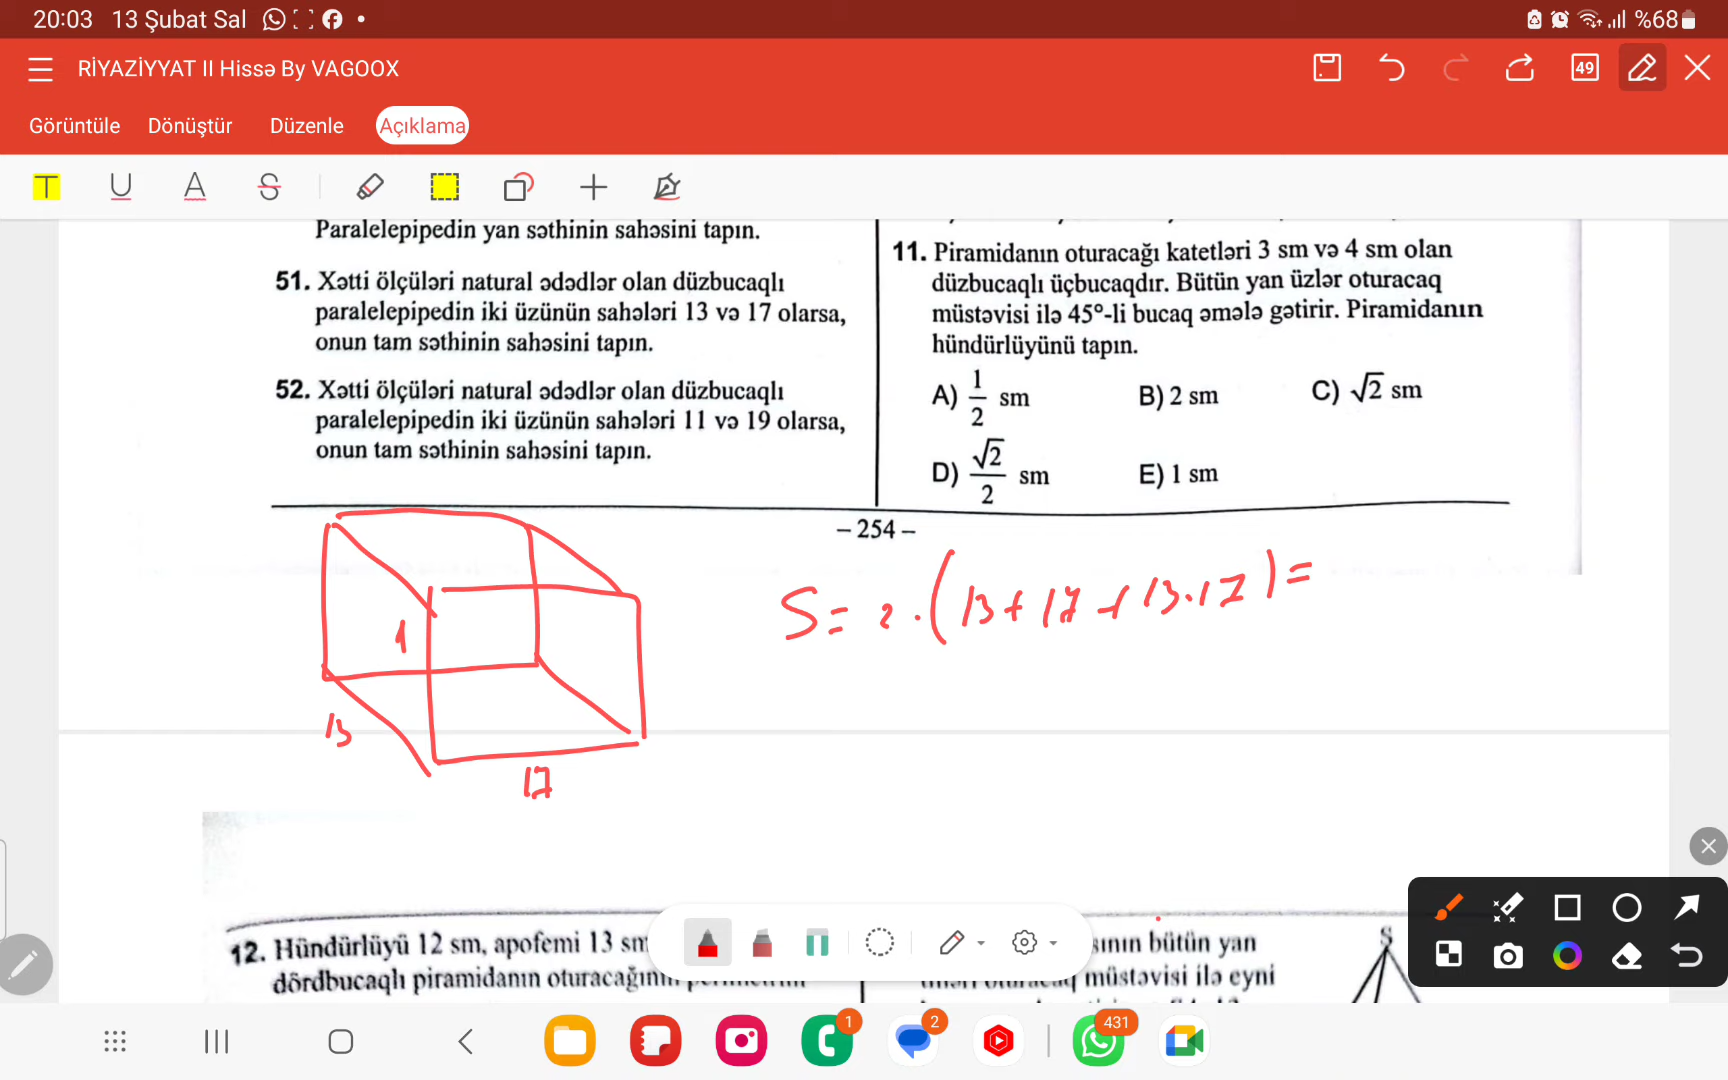 20:03 13 Şubat Sal
%68
RİYAZİYYAT II Hissə By VAGOOX
49
Görüntüle Dönüştür Düzenle Açıklama
T U A S
Paralelepipedin yan səthinin sahəsini tapın.
51. Xətti ölçüləri natural ədədlər olan düzbucaqlı
paralelepipedin iki üzünün sahələri 13 və 17 olarsa,
onun tam səthinin sahəsini tapın.
52. Xətti ölçüləri natural ədədlər olan düzbucaqlı
paralelepipedin iki üzünün sahələri 11 və 19 olarsa,
onun tam səthinin sahəsini tapın.
11. Piramidanın oturacağı katetləri 3 sm və 4 sm olan
düzbucaqlı üçbucaqdır. Bütün yan üzlər oturacaq
müstəvisi ilə 45°-li bucaq əmələ gətirir. Piramidanın
hündürlüyünü tapın.
A) 1/2 sm B) 2 sm C) √2 sm
D) √2/2 sm E) 1 sm
– 254 –
S = 2 · (13 + 17 + 13 · 17) =
1
13
17
12. Hündürlüyü 12 sm, apofemi 13 sm
dördbucaqlı piramidanın oturacağının
sının bütün yan
müstəvisi ilə eyni
S
1
2
431